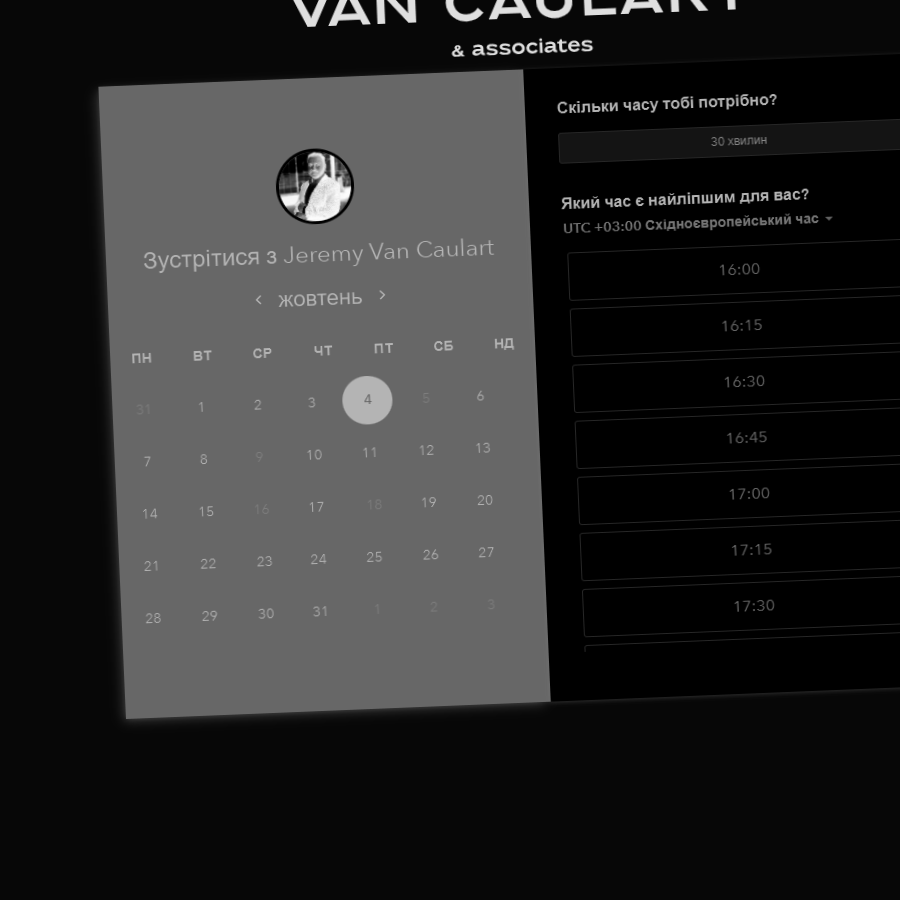 VAN CAULART
& associates
Зустрітися з Jeremy Van Caulart
жовтень
ПН ВТ СР ЧТ ПТ СБ НД
31 1 2 3 4 5 6
7 8 9 10 11 12 13
14 15 16 17 18 19 20
21 22 23 24 25 26 27
28 29 30 31 1 2 3
Скільки часу тобі потрібно?
30 хвилин
Який час є найліпшим для вас?
UTC +03:00 Східноєвропейський час
16:00
16:15
16:30
16:45
17:00
17:15
17:30